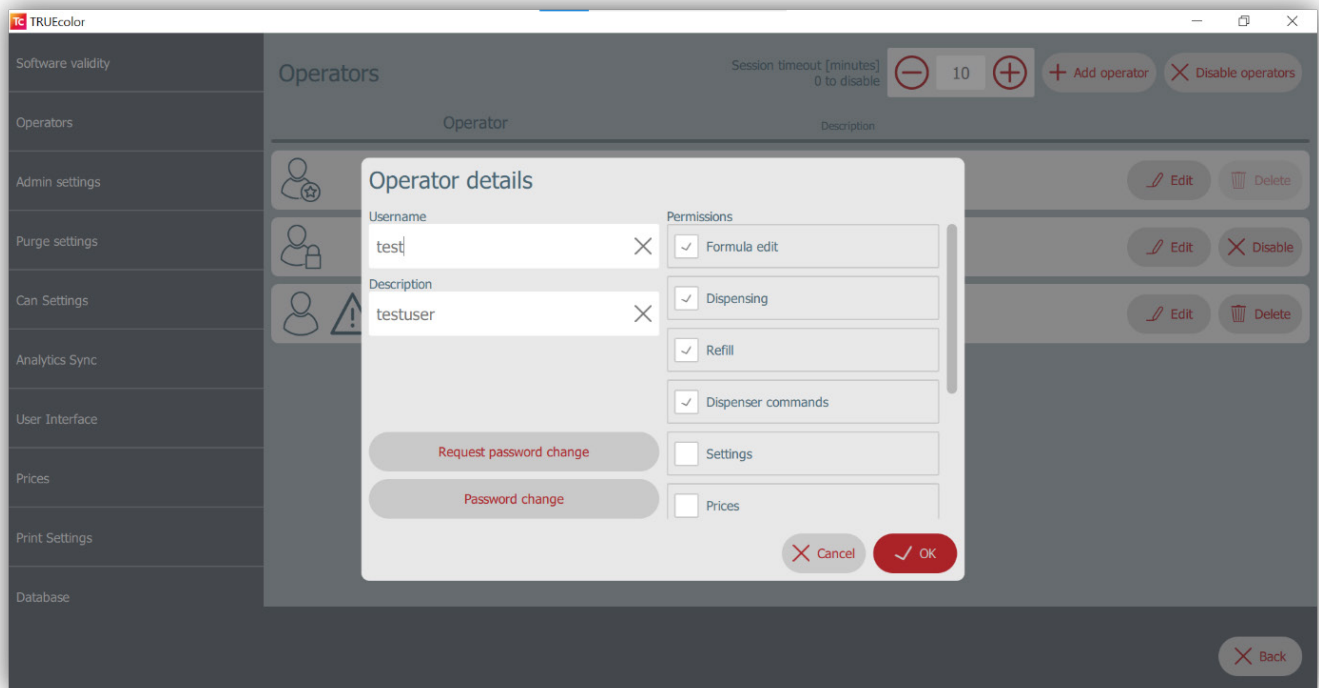 Tc TRUEcolor
Software validity
Operators
Admin settings
Purge settings
Can Settings
Analytics Sync
User Interface
Prices
Print Settings
Database
Operators
Session timeout [minutes]
0 to disable
10
Add operator
Disable operators
Operator
Description
Edit
Delete
Edit
Disable
Edit
Delete
Operator details
Username
test
Description
testuser
Request password change
Password change
Permissions
Formula edit
Dispensing
Refill
Dispenser commands
Settings
Prices
Cancel
OK
Back